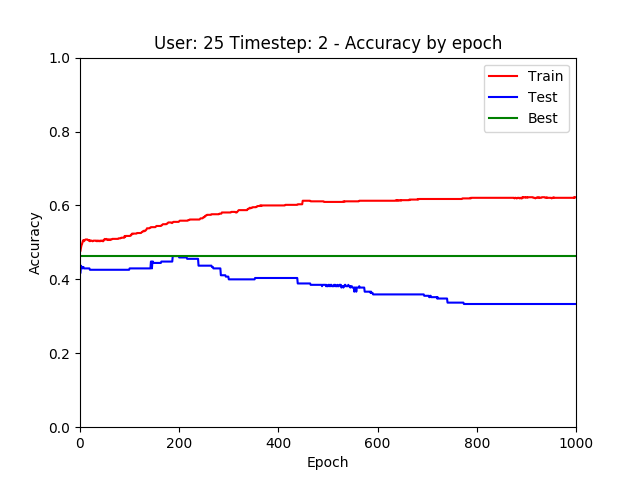 User: 25 Timestep: 2 - Accuracy by epoch
1.0
0.8
0.6
0.4
0.2
0.0
Accuracy
Train
Test
Best
0 200 400 600 800 1000
Epoch